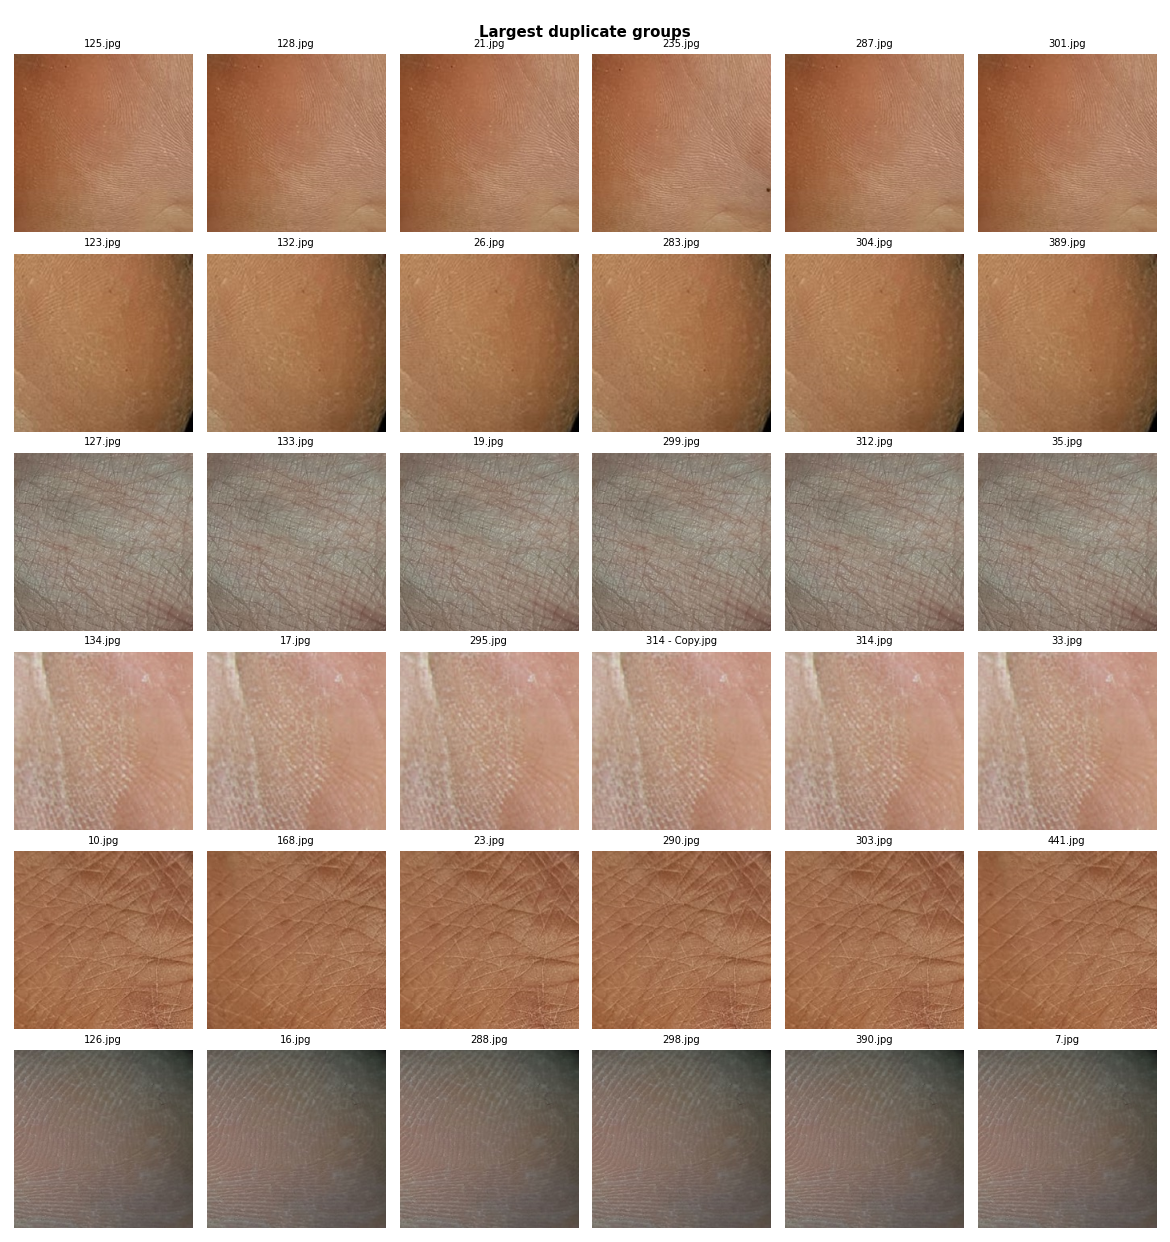 Largest duplicate groups
125.jpg 128.jpg 21.jpg 235.jpg 287.jpg 301.jpg
123.jpg 132.jpg 26.jpg 283.jpg 304.jpg 389.jpg
127.jpg 133.jpg 19.jpg 299.jpg 312.jpg 35.jpg
134.jpg 17.jpg 295.jpg 314 - Copy.jpg 314.jpg 33.jpg
10.jpg 168.jpg 23.jpg 290.jpg 303.jpg 441.jpg
126.jpg 16.jpg 288.jpg 298.jpg 390.jpg 7.jpg